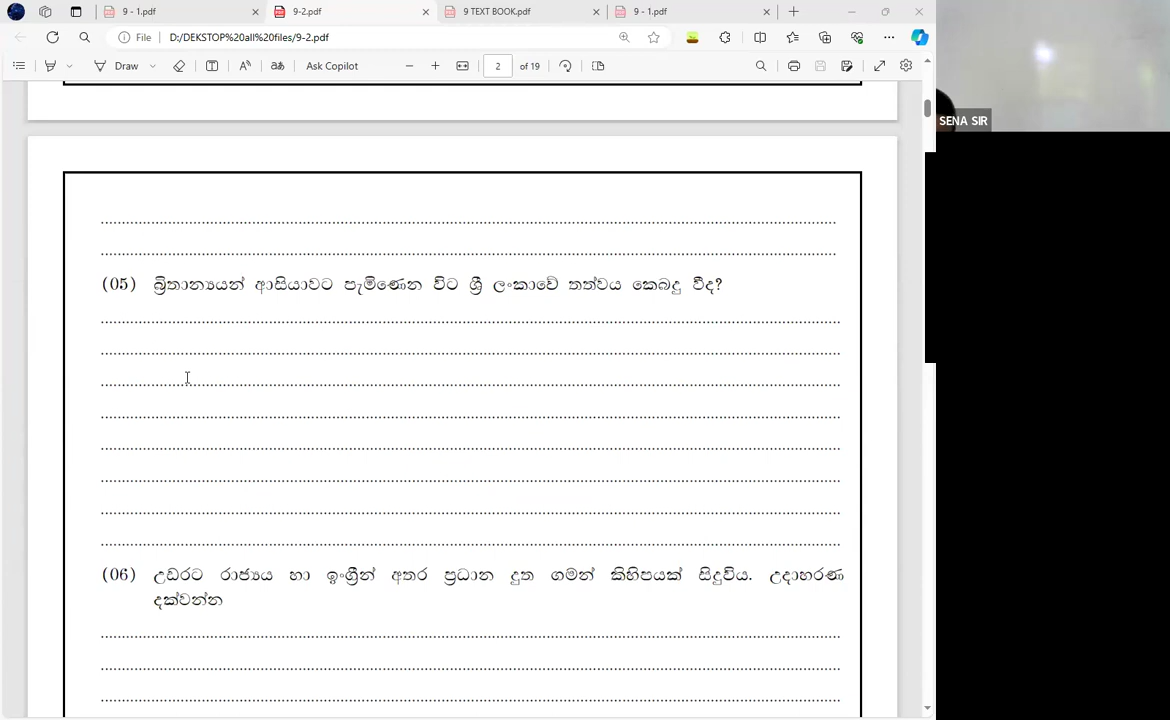 9 - 1.pdf
9-2.pdf
9 TEXT BOOK.pdf
9 - 1.pdf
File
D:/DEKSTOP%20all%20files/9-2.pdf
Draw
Ask Copilot
2
of 19
SENA SIR
(05) බ්‍රිතාන්‍යයන් ආසියාවට පැමිණෙන විට ශ්‍රී ලංකාවේ තත්වය කෙබදු වීද?
(06) උඩරට රාජ්‍යය හා ඉංග්‍රීන් අතර ප්‍රධාන දූත ගමන් කිහිපයක් සිදුවිය. උදාහරණ
දක්වන්න